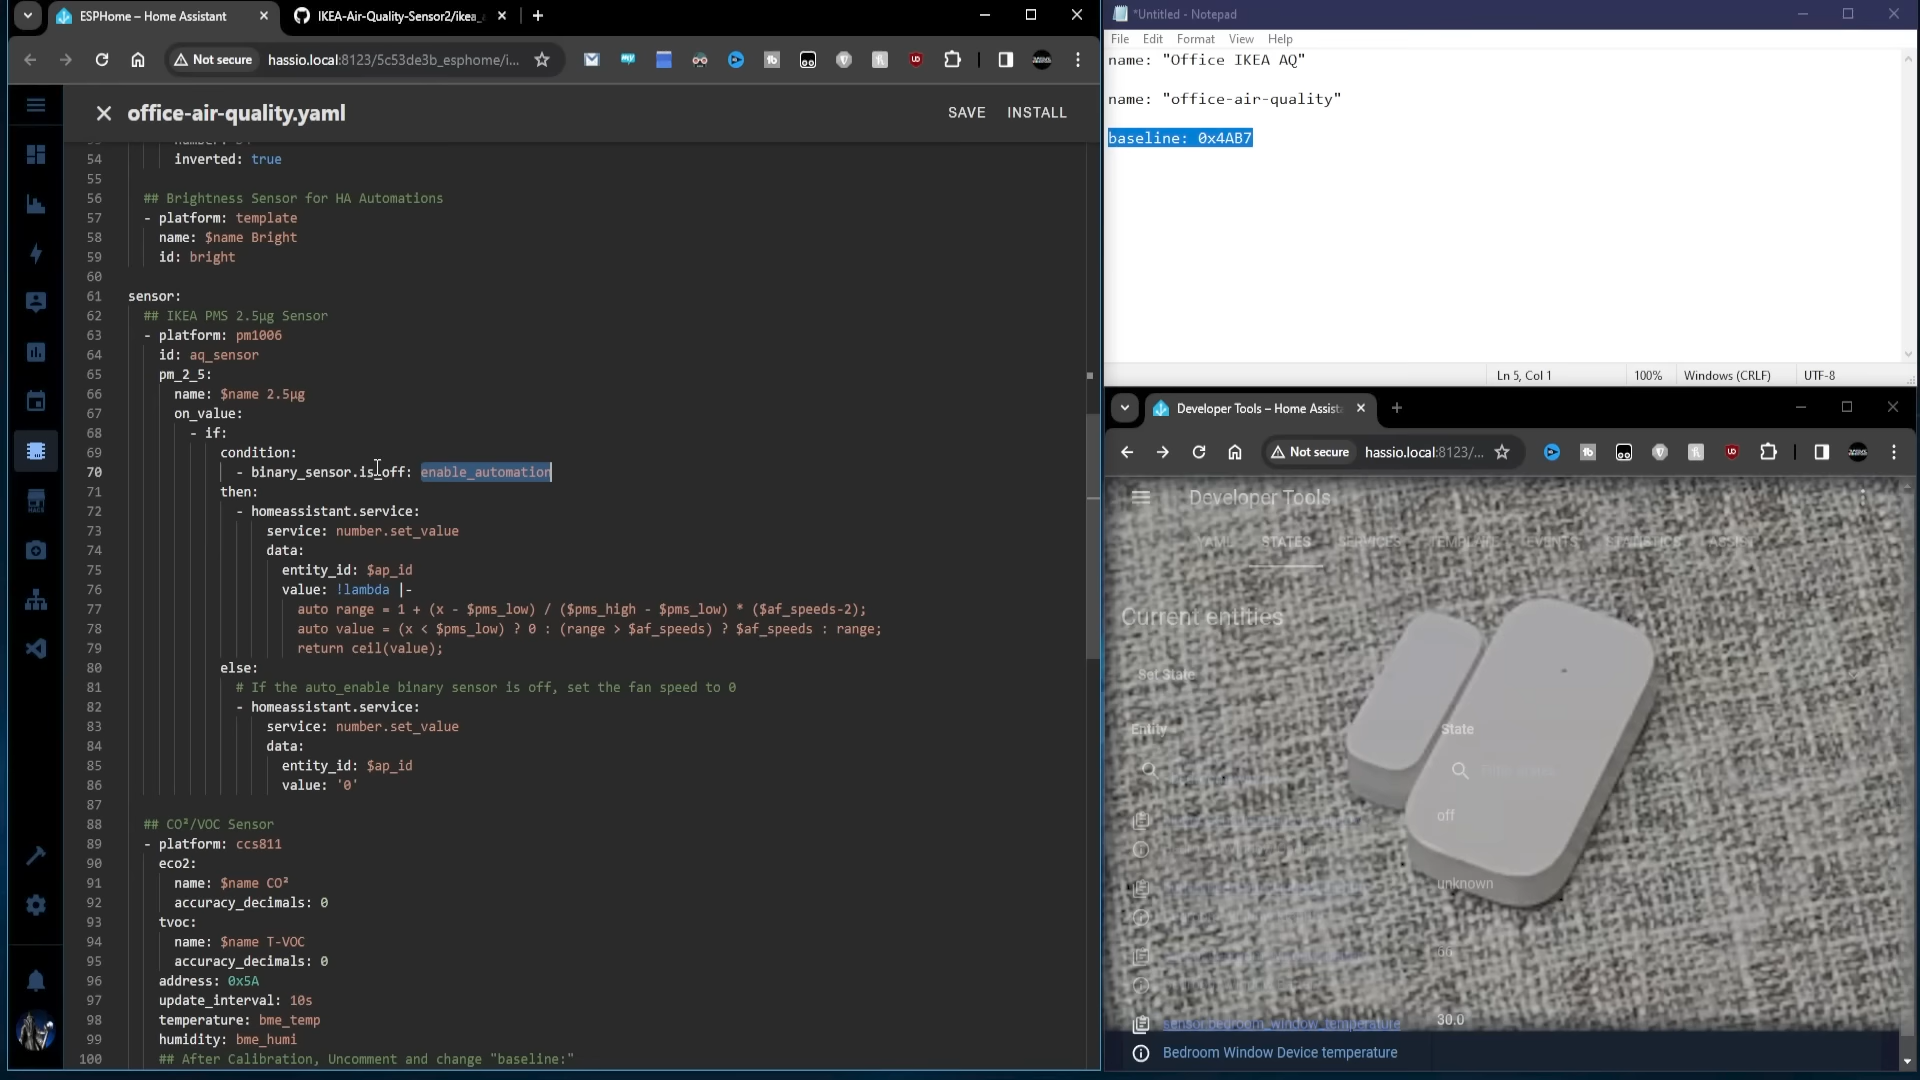 ESPHome – Home Assistant
IKEA-Air-Quality-Sensor2/ikea_
Not secure
hassio.local:8123/5c53de3b_esphome/i...
office-air-quality.yaml
SAVE
INSTALL
54 inverted: true
55
56 ## Brightness Sensor for HA Automations
57 - platform: template
58 name: $name Bright
59 id: bright
60
61 sensor:
62 ## IKEA PMS 2.5µg Sensor
63 - platform: pm1006
64 id: aq_sensor
65 pm_2_5:
66 name: $name 2.5µg
67 on_value:
68 - if:
69 condition:
70 - binary_sensor.is_off: enable_automation
71 then:
72 - homeassistant.service:
73 service: number.set_value
74 data:
75 entity_id: $ap_id
76 value: !lambda |-
77 auto range = 1 + (x - $pms_low) / ($pms_high - $pms_low) * ($af_speeds-2);
78 auto value = (x < $pms_low) ? 0 : (range > $af_speeds) ? $af_speeds : range;
79 return ceil(value);
80 else:
81 # If the auto_enable binary sensor is off, set the fan speed to 0
82 - homeassistant.service:
83 service: number.set_value
84 data:
85 entity_id: $ap_id
86 value: '0'
87
88 ## CO²/VOC Sensor
89 - platform: ccs811
90 eco2:
91 name: $name CO²
92 accuracy_decimals: 0
93 tvoc:
94 name: $name T-VOC
95 accuracy_decimals: 0
96 address: 0x5A
97 update_interval: 10s
98 temperature: bme_temp
99 humidity: bme_humi
100 ## After Calibration, Uncomment and change "baseline:"
*Untitled - Notepad
File Edit Format View Help
name: "Office IKEA AQ"
name: "office-air-quality"
baseline: 0x4AB7
Ln 5, Col 1
100%
Windows (CRLF)
UTF-8
Developer Tools – Home Assist
Not secure
hassio.local:8123/...
Developer Tools
YAML STATES SERVICES TEMPLATE EVENTS STATISTICS ASSIST
Current entities
Set State
Entity
State
off
unknown
66
sensor.bedroom_window_temperature
30.0
Bedroom Window Device temperature